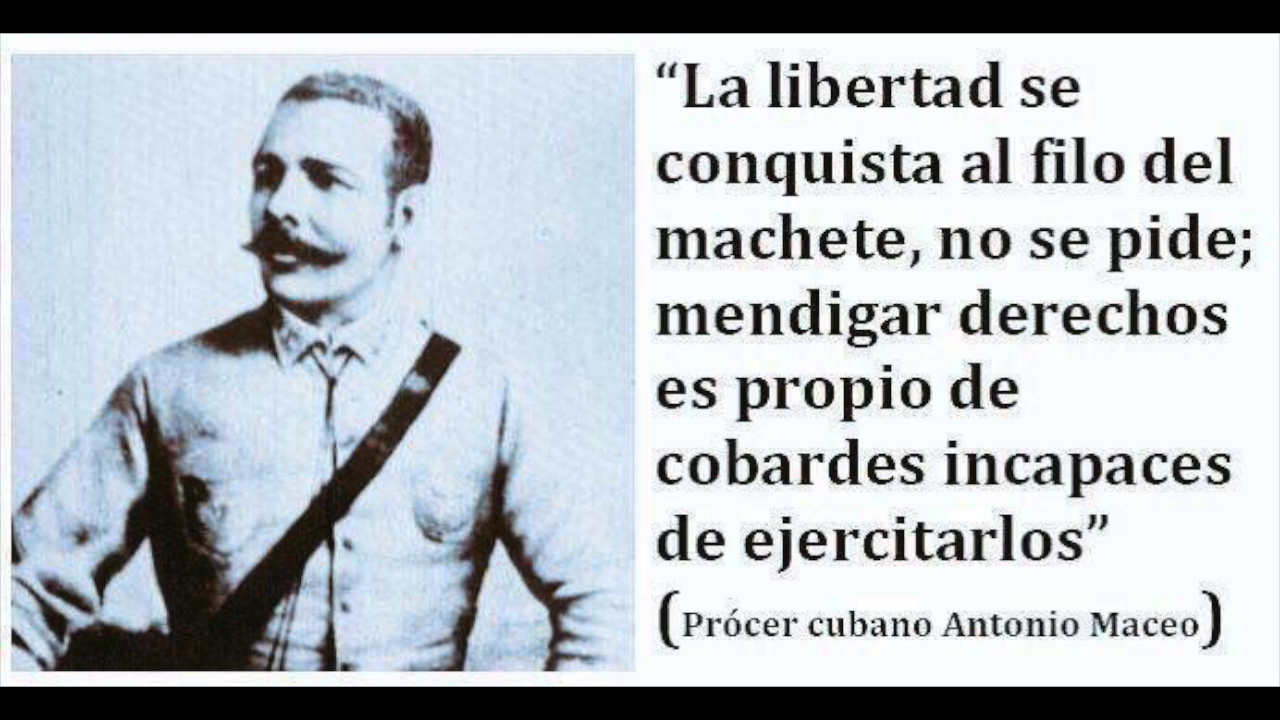 “La libertad se
conquista al filo del
machete, no se pide;
mendigar derechos
es propio de
cobardes incapaces
de ejercitarlos”
(Prócer cubano Antonio Maceo)